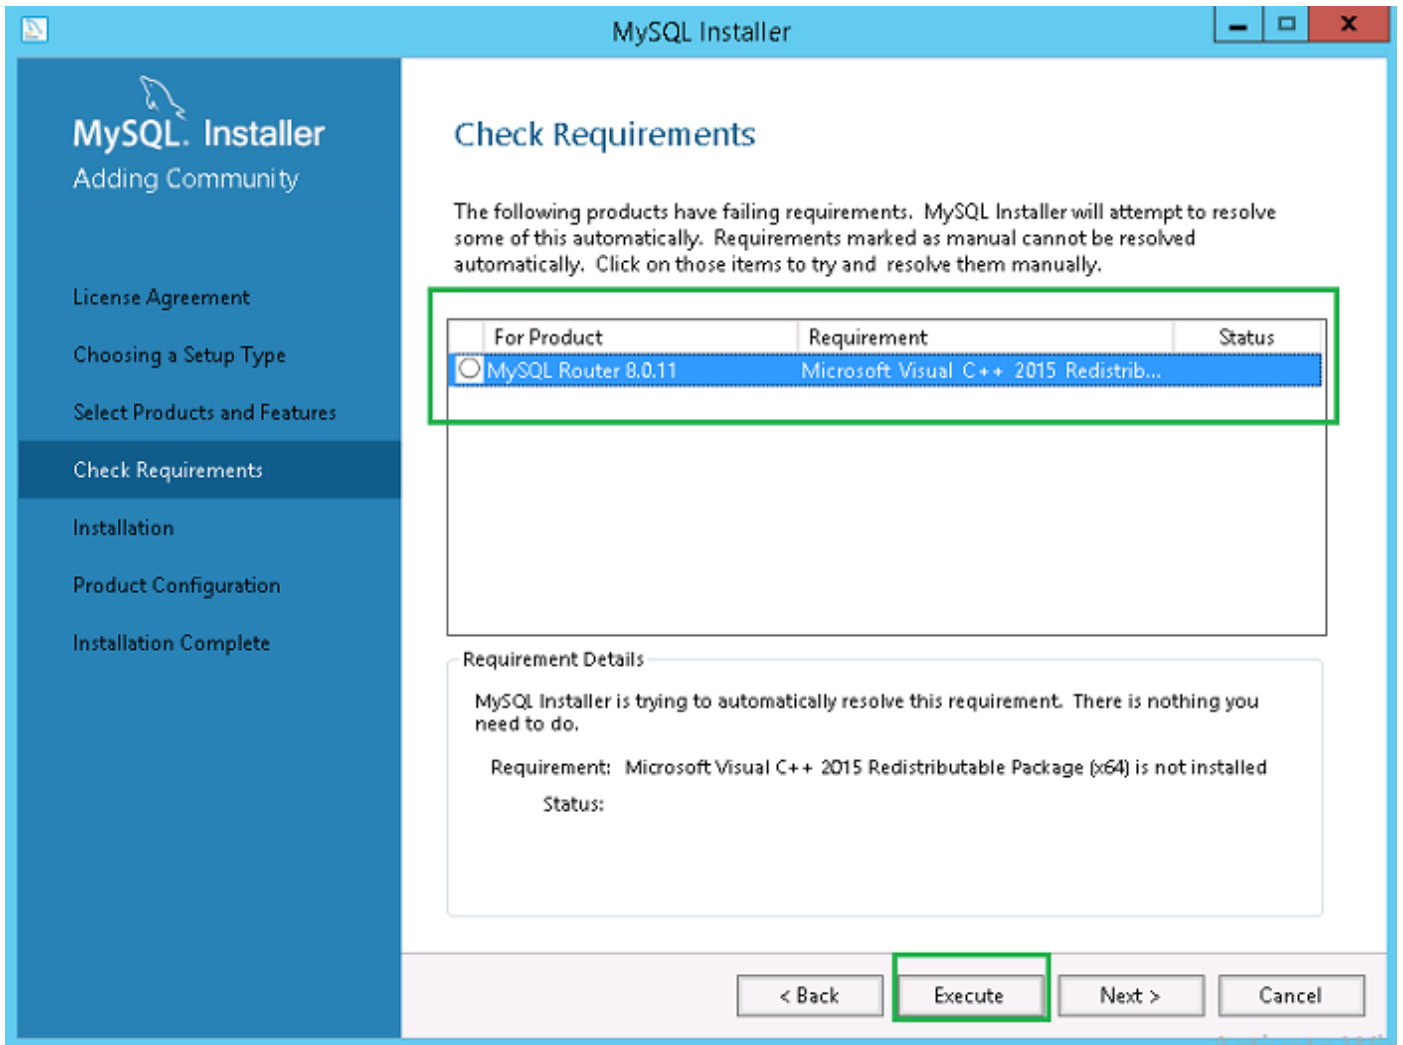 MySQL Installer
MySQL. Installer
Adding Community
License Agreement
Choosing a Setup Type
Select Products and Features
Check Requirements
Installation
Product Configuration
Installation Complete
Check Requirements
The following products have failing requirements. MySQL Installer will attempt to resolve
some of this automatically. Requirements marked as manual cannot be resolved
automatically. Click on those items to try and resolve them manually.
For Product Requirement Status
MySQL Router 8.0.11 Microsoft Visual C++ 2015 Redistrib...
Requirement Details
MySQL Installer is trying to automatically resolve this requirement. There is nothing you
need to do.
Requirement: Microsoft Visual C++ 2015 Redistributable Package (x64) is not installed
Status:
< Back Execute Next > Cancel